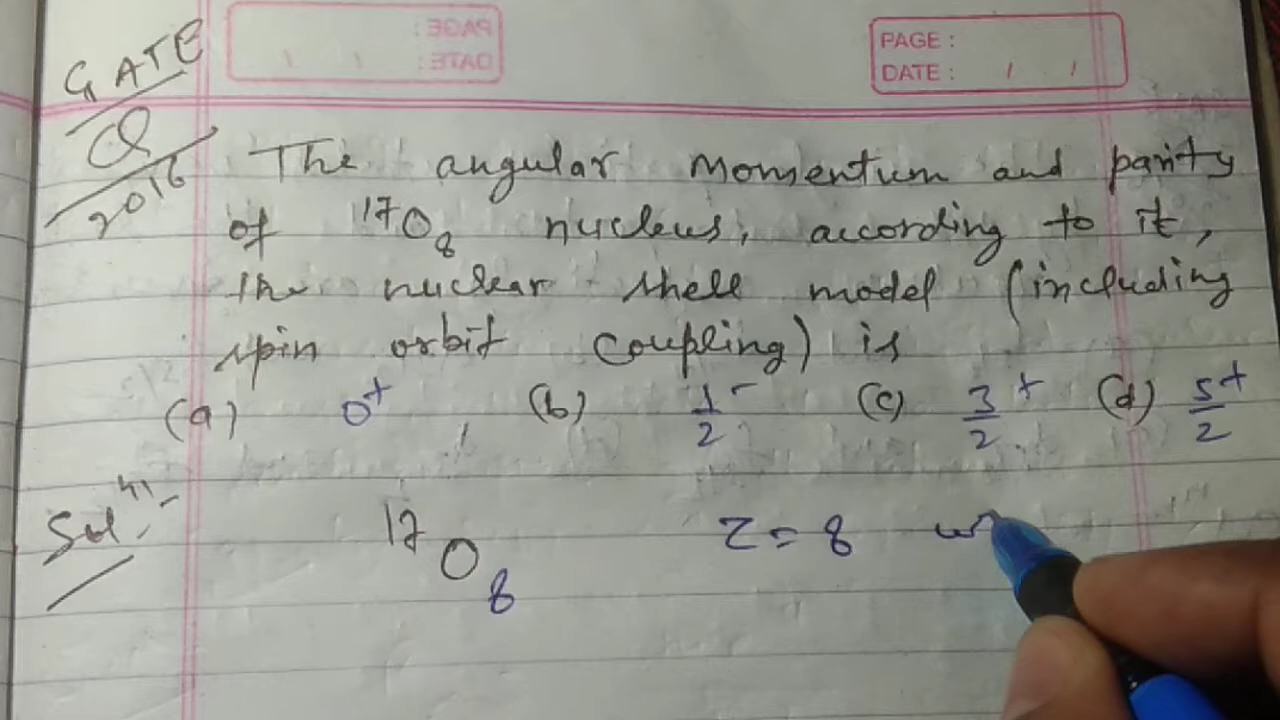 PAGE :
DATE : / /
GATE
Q
2016
The angular momentum and parity
of ¹⁷O₈ nucleus, according to it,
the nuclear shell model (including
spin orbit coupling) is
(a) 0⁺ (b) 1/2⁻ (c) 3/2⁺ (d) 5/2⁺
Solⁿ:-
¹⁷O₈ Z = 8